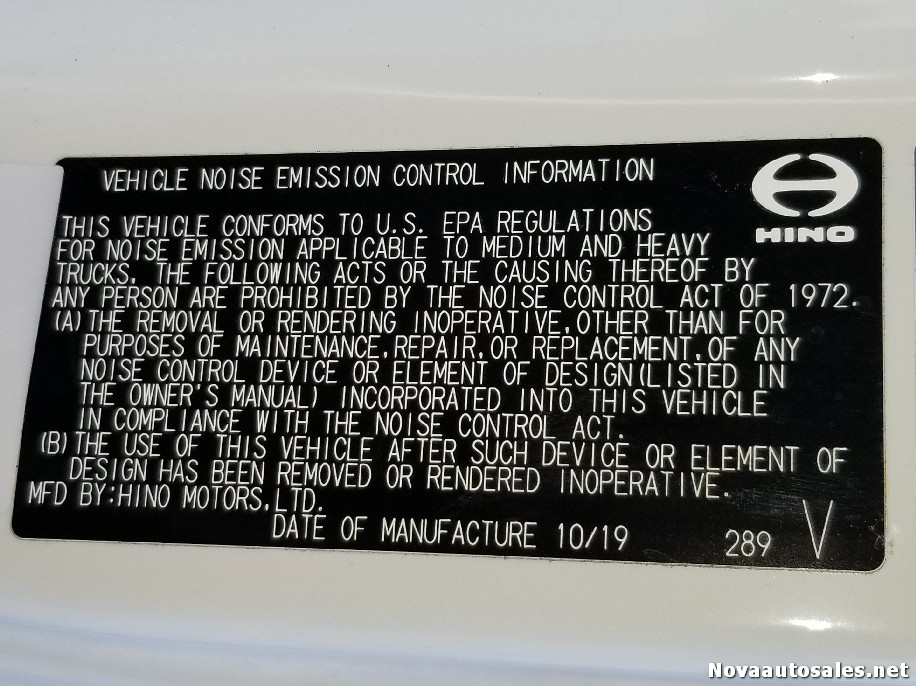 VEHICLE NOISE EMISSION CONTROL INFORMATION
HINO
THIS VEHICLE CONFORMS TO U.S. EPA REGULATIONS
FOR NOISE EMISSION APPLICABLE TO MEDIUM AND HEAVY
TRUCKS. THE FOLLOWING ACTS OR THE CAUSING THEREOF BY
ANY PERSON ARE PROHIBITED BY THE NOISE CONTROL ACT OF 1972.
(A) THE REMOVAL OR RENDERING INOPERATIVE, OTHER THAN FOR
PURPOSES OF MAINTENANCE, REPAIR, OR REPLACEMENT, OF ANY
NOISE CONTROL DEVICE OR ELEMENT OF DESIGN (LISTED IN
THE OWNER'S MANUAL) INCORPORATED INTO THIS VEHICLE
IN COMPLIANCE WITH THE NOISE CONTROL ACT.
(B) THE USE OF THIS VEHICLE AFTER SUCH DEVICE OR ELEMENT OF
DESIGN HAS BEEN REMOVED OR RENDERED INOPERATIVE.
MFD BY:HINO MOTORS, LTD.
DATE OF MANUFACTURE 10/19 289 V
Novaautosales.net